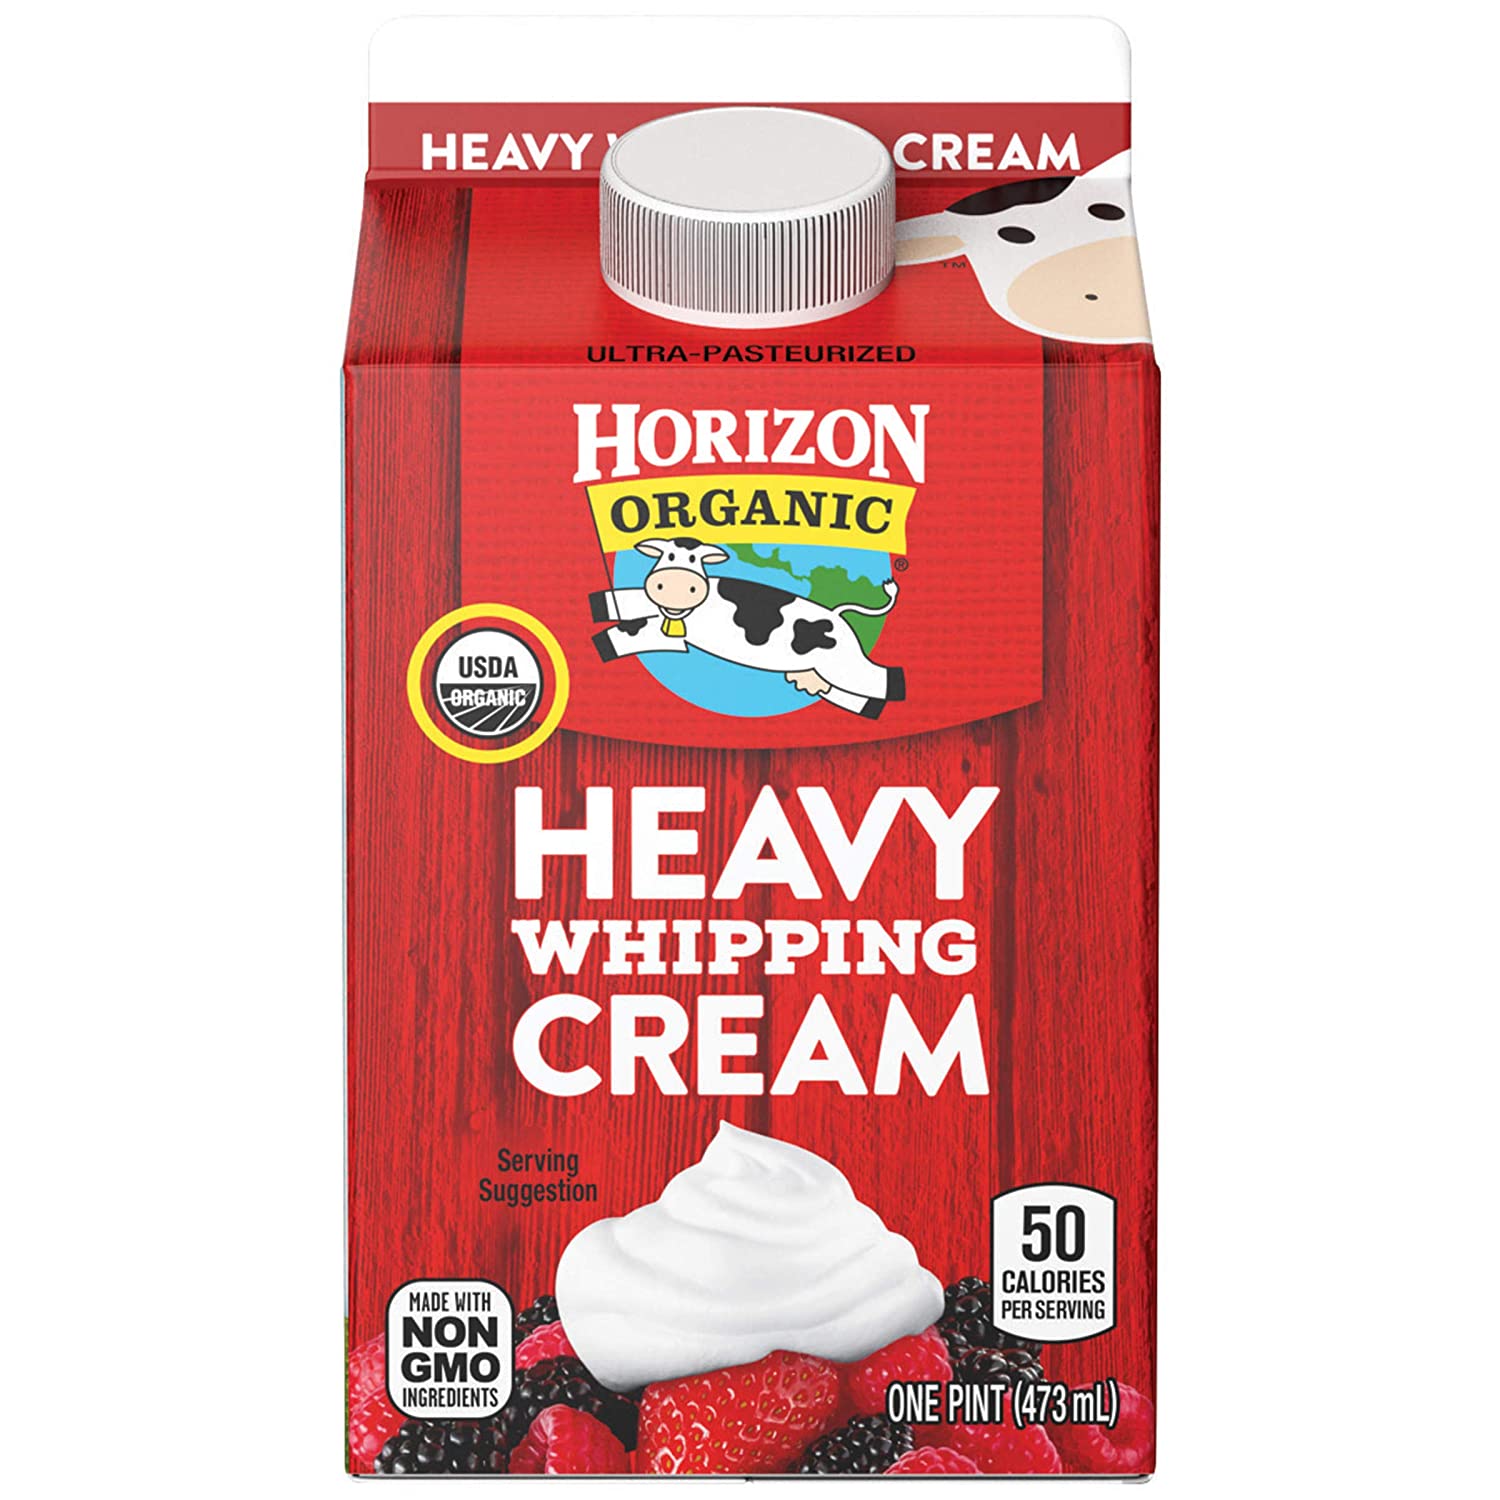 HEAVY CREAM
TM
ULTRA-PASTEURIZED
HORIZON
ORGANIC
®
USDA
ORGANIC
HEAVY
WHIPPING
CREAM
Serving
Suggestion
50
CALORIES
PER SERVING
MADE WITH
NON
GMO
INGREDIENTS
ONE PINT (473 mL)